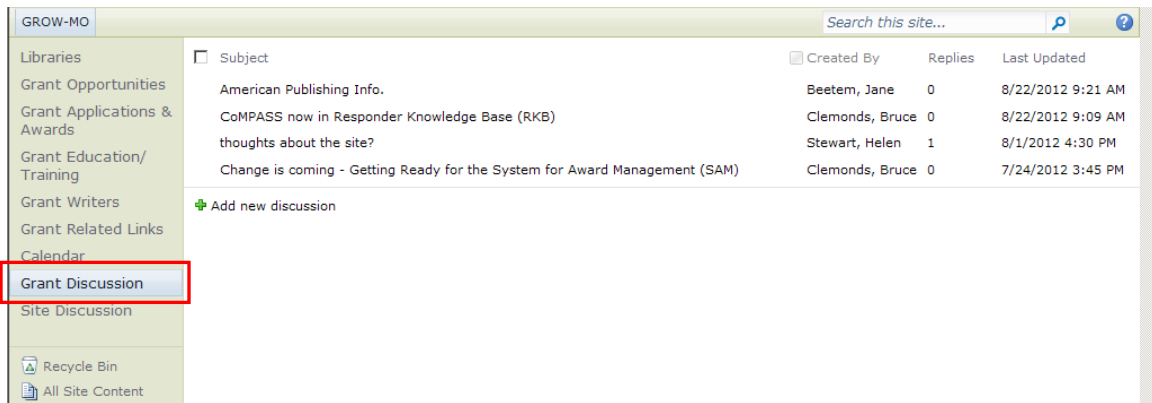 GROW-MO Search this site...
Libraries
Grant Opportunities
Grant Applications &
Awards
Grant Education/
Training
Grant Writers
Grant Related Links
Calendar
Grant Discussion
Site Discussion
Recycle Bin
All Site Content
Subject Created By Replies Last Updated
American Publishing Info. Beetem, Jane 0 8/22/2012 9:21 AM
CoMPASS now in Responder Knowledge Base (RKB) Clemonds, Bruce 0 8/22/2012 9:09 AM
thoughts about the site? Stewart, Helen 1 8/1/2012 4:30 PM
Change is coming - Getting Ready for the System for Award Management (SAM) Clemonds, Bruce 0 7/24/2012 3:45 PM
Add new discussion